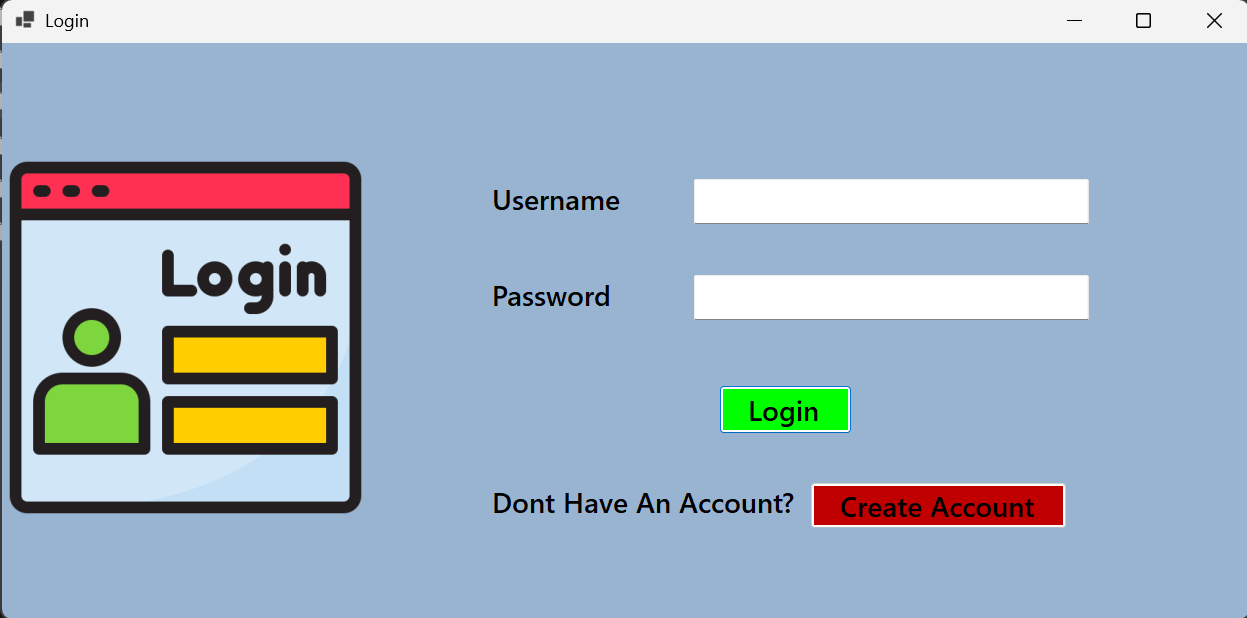 Login
Login
Username
Password
Login
Dont Have An Account?
Create Account